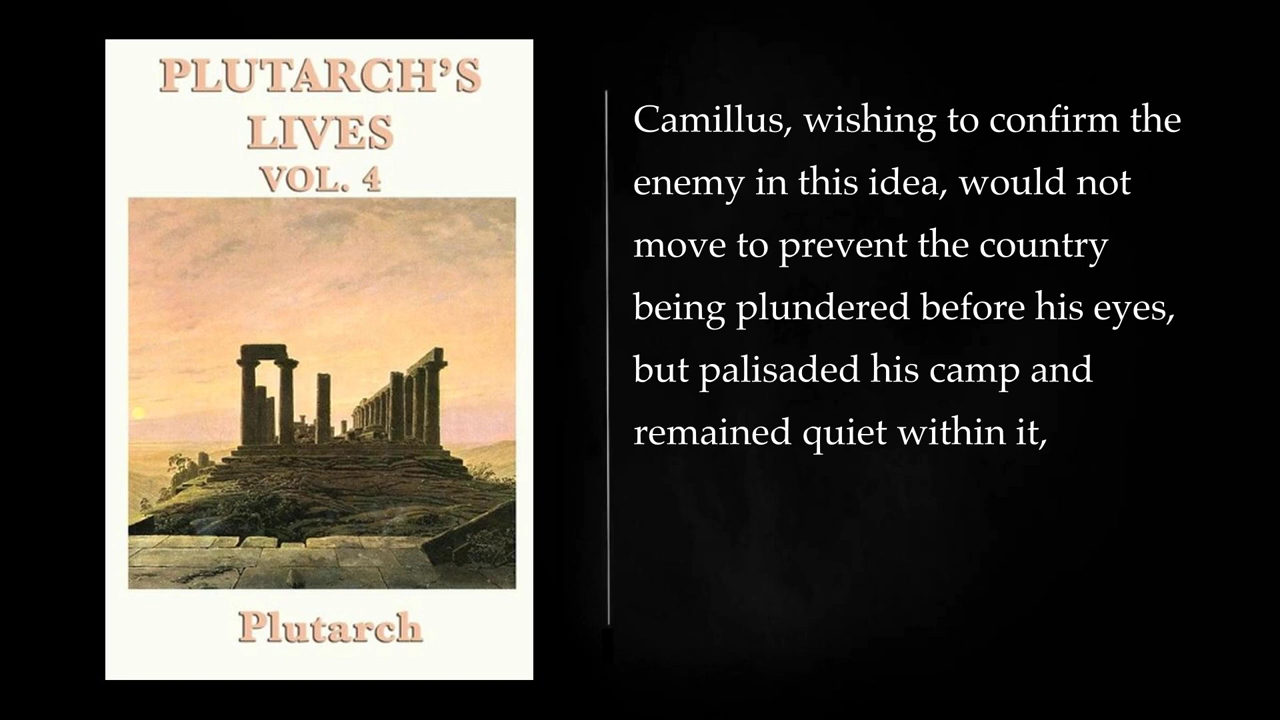 PLUTARCH'S
LIVES
VOL. 4
Plutarch
Camillus, wishing to confirm the
enemy in this idea, would not
move to prevent the country
being plundered before his eyes,
but palisaded his camp and
remained quiet within it,